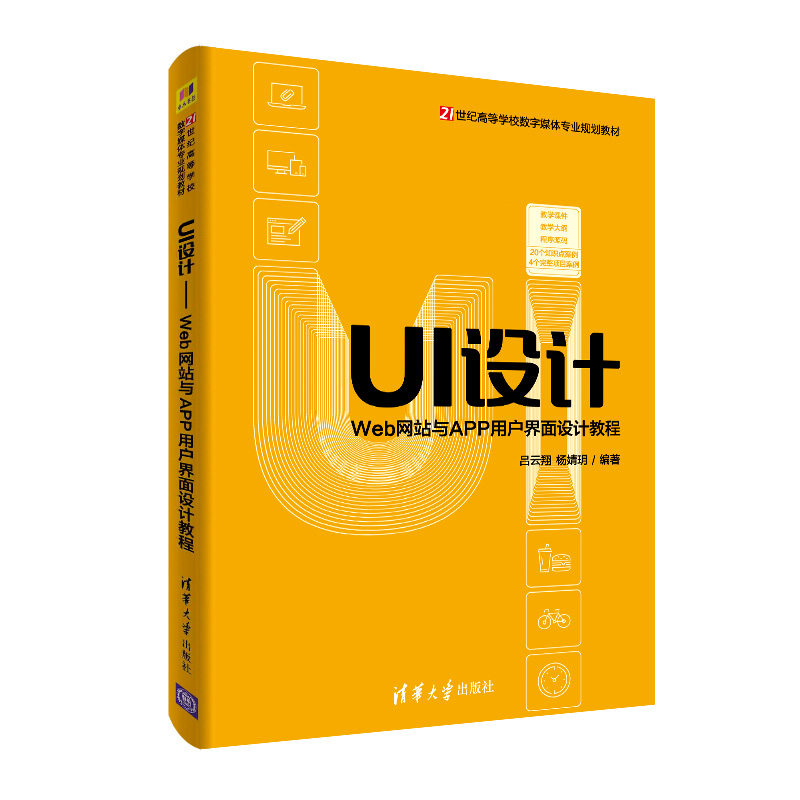 21世纪高等学校数字媒体专业规划教材
教学课件
教学大纲
程序源码
20个知识点案例
4个完整项目案例
UI设计
Web网站与APP用户界面设计教程
吕云翔 杨婧玥 / 编著
清华大学出版社
21世纪高等学校
数字媒体专业规划教材
UI设计——Web网站与APP用户界面设计教程
清华大学出版社